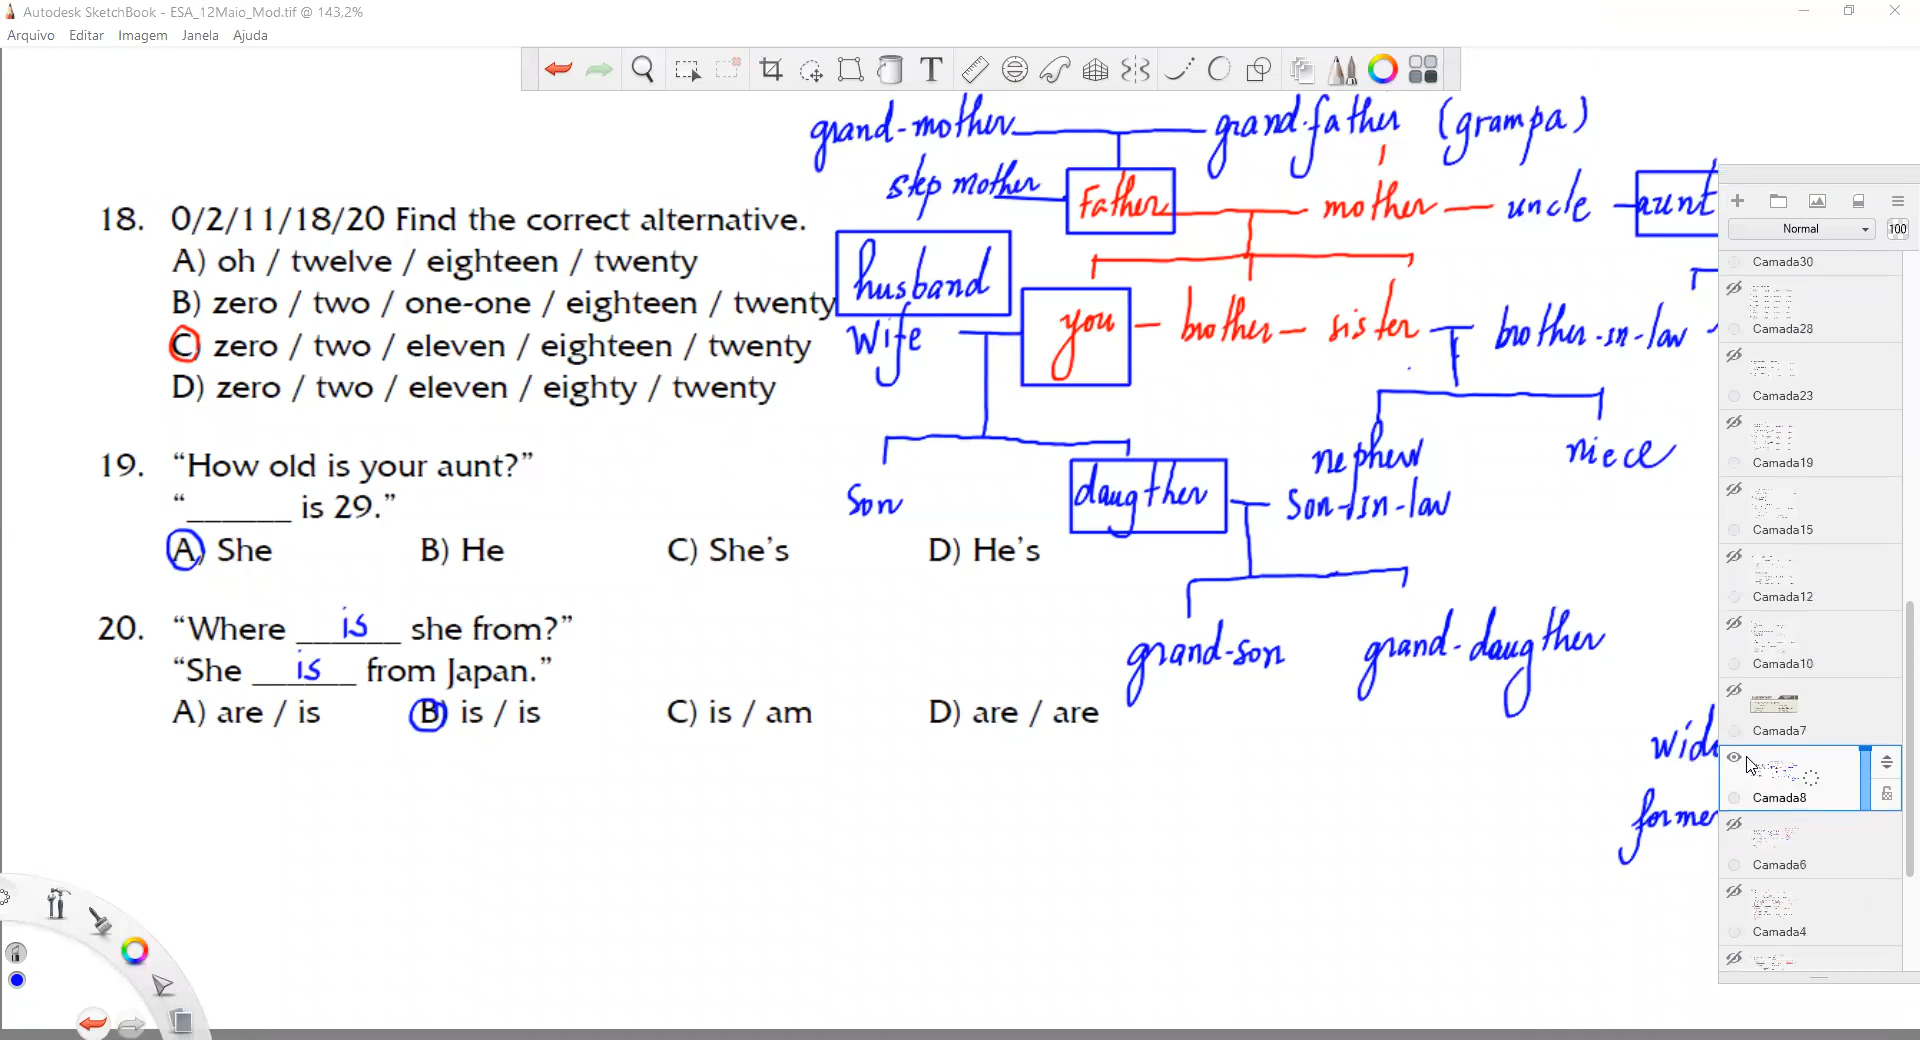 Autodesk SketchBook - ESA_12Maio_Mod.tif @ 143,2%
Arquivo Editar Imagem Janela Ajuda
grand-mother grand-father (grampa)
step mother Father mother uncle aunt
18. 0/2/11/18/20 Find the correct alternative.
A) oh / twelve / eighteen / twenty
B) zero / two / one-one / eighteen / twenty
C) zero / two / eleven / eighteen / twenty
D) zero / two / eleven / eighty / twenty
husband
Wife you brother sister brother-in-law
nephew niece
son daugther son-in-law
grand-son grand-daugther
19. “How old is your aunt?”
“______ is 29.”
A) She B) He C) She’s D) He’s
20. “Where __is__ she from?”
“She __is__ from Japan.”
A) are / is B) is / is C) is / am D) are / are
Normal 100
Camada30
Camada28
Camada23
Camada19
Camada15
Camada12
Camada10
Camada7
Camada8
Camada6
Camada4